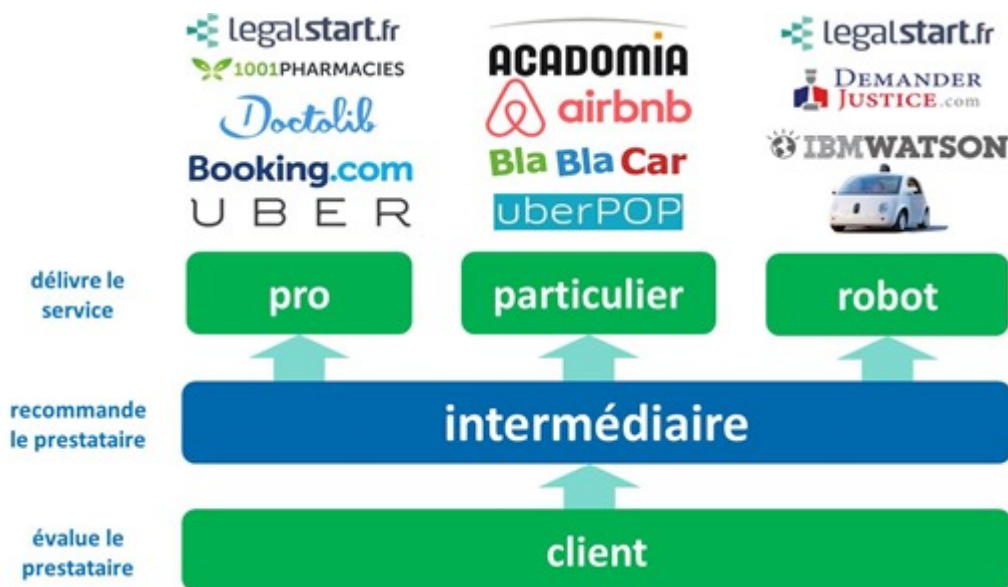 legalstart.fr
1001PHARMACIES
Doctolib
Booking.com
UBER
ACADOMIA
airbnb
Bla Bla Car
uberPOP
legalstart.fr
DEMANDER
JUSTICE.com
IBMWATSON
délivre le
service
pro
particulier
robot
recommande
le prestataire
intermédiaire
évalue le
prestataire
client